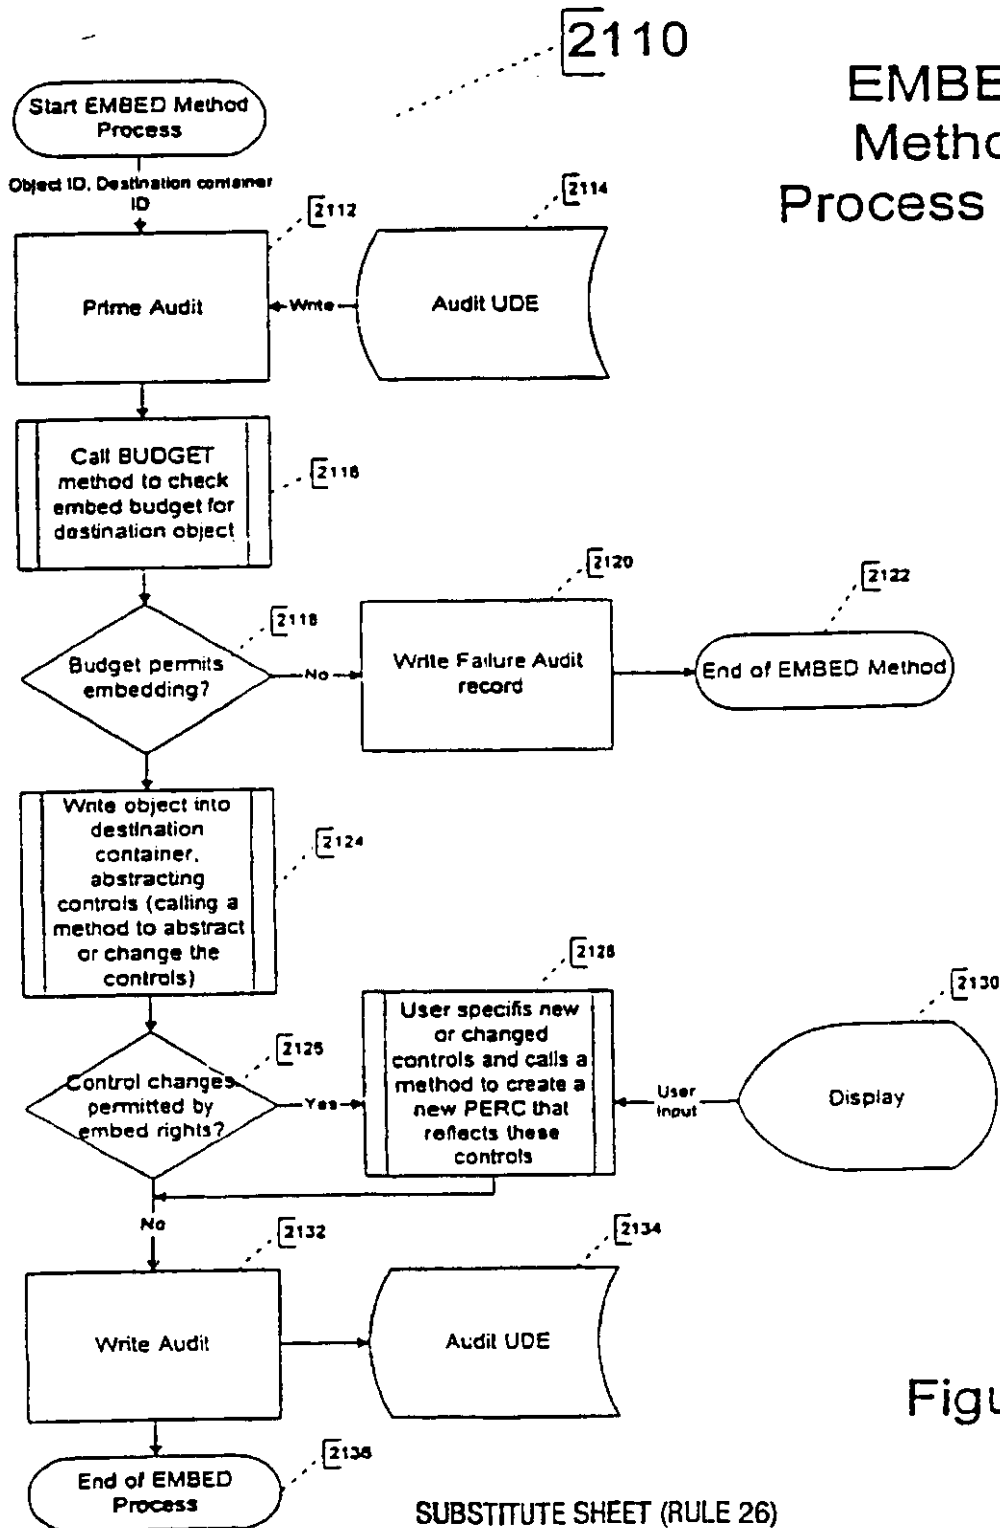 2110
EMBE
Metho
Process
Start EMBED Method
Process
Object ID, Destination container
ID
2112
2114
Prime Audit
Write
Audit UDE
Call BUDGET
method to check
embed budget for
destination object
2116
2118
Budget permits
embedding?
No
2120
Write Failure Audit
record
2122
End of EMBED Method
Write object into
destination
container,
abstracting
controls (calling a
method to abstract
or change the
controls)
2124
2126
Control changes
permitted by
embed rights?
Yes
2128
User specifis new
or changed
controls and calls a
method to create a
new PERC that
reflects these
controls
User
Input
2130
Display
No
2132
Write Audit
2134
Audit UDE
Figu
2136
End of EMBED
Process
SUBSTITUTE SHEET (RULE 26)